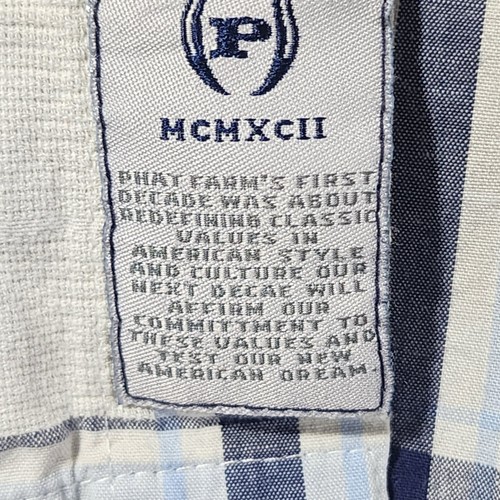 P
MCMXCII
PHAT FARM'S FIRST
DECADE WAS ABOUT
REDEFINING CLASSIC
VALUES IN
AMERICAN STYLE
AND CULTURE OUR
NEXT DECAE WILL
AFFIRM OUR
COMMITTMENT TO
THESE VALUES AND
TEST OUR NEW
AMERICAN DREAM.